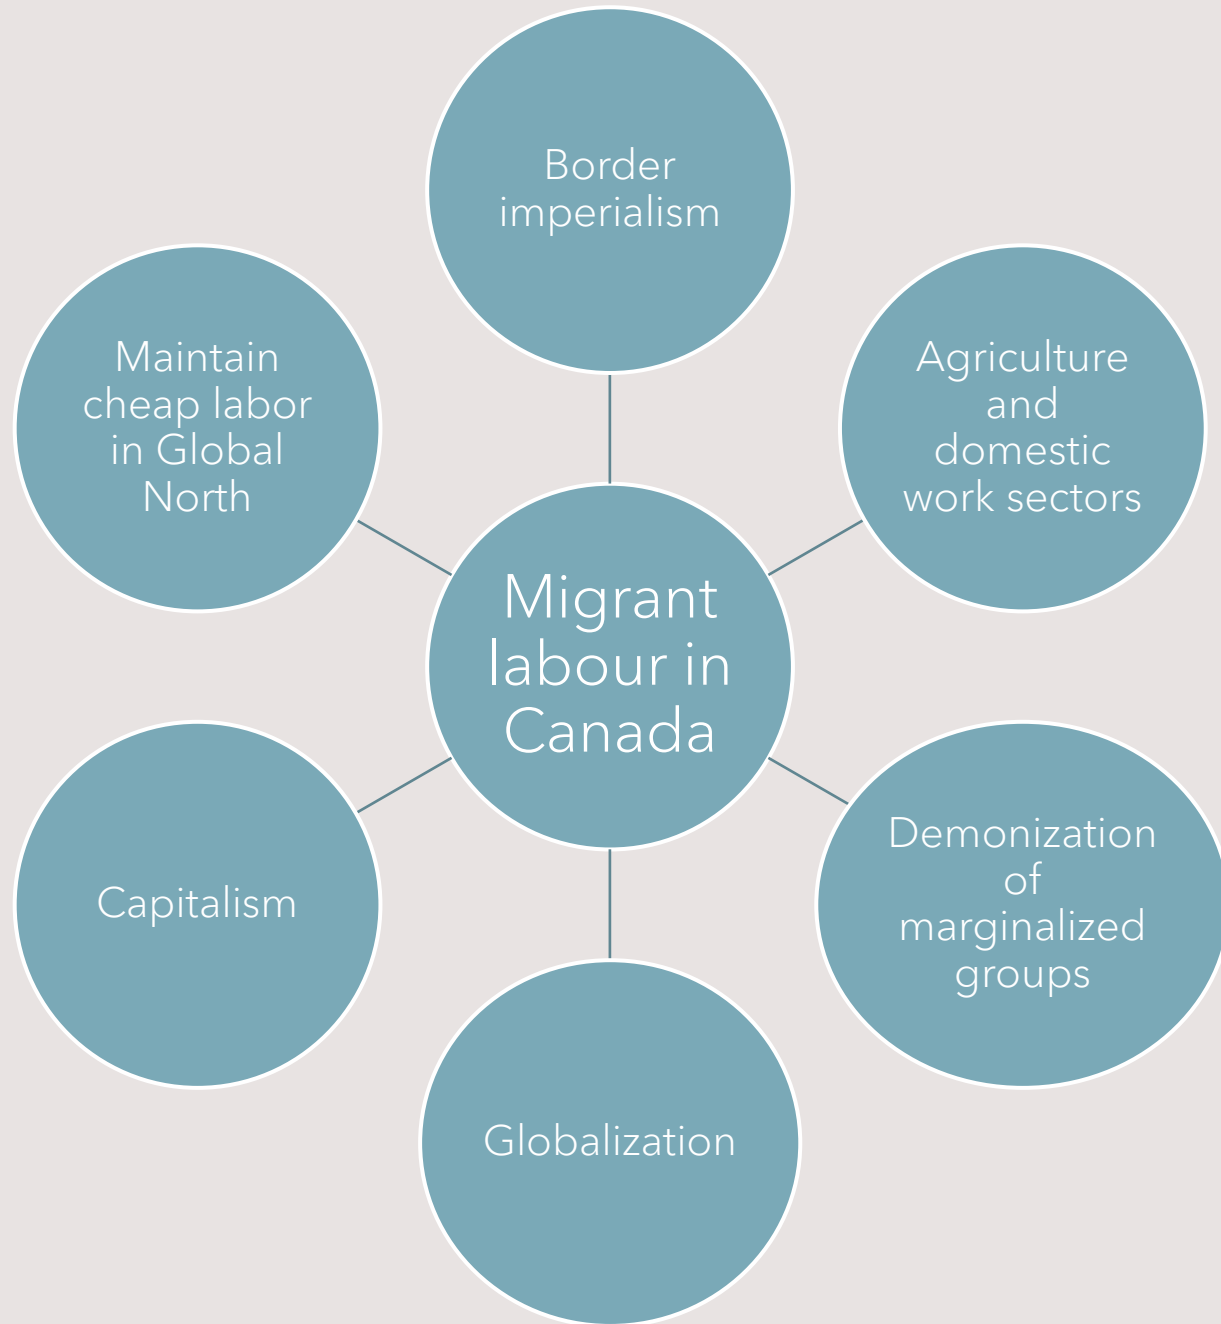 Border
imperialism
Agriculture
and
domestic
work sectors
Demonization
of
marginalized
groups
Globalization
Capitalism
Maintain
cheap labor
in Global
North
Migrant
labour in
Canada